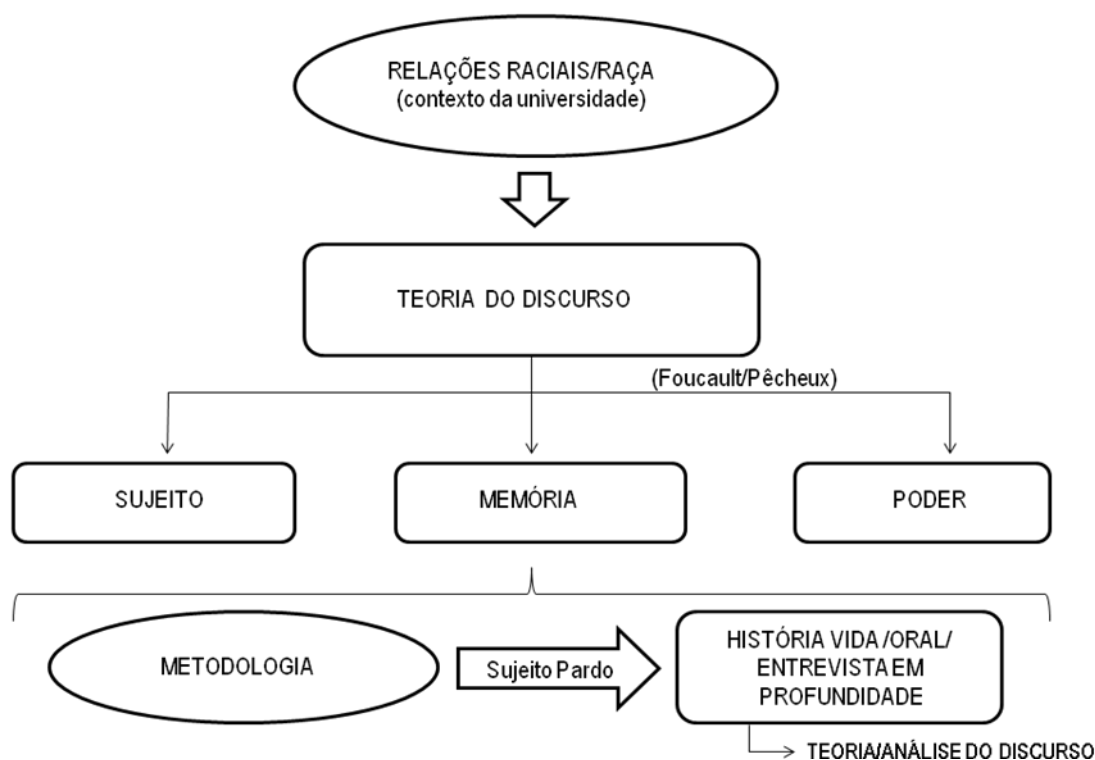 RELAÇÕES RACIAIS/RAÇA
(contexto da universidade)
TEORIA DO DISCURSO
(Foucault/Pêcheux)
SUJEITO
MEMÓRIA
PODER
METODOLOGIA
Sujeito Pardo
HISTÓRIA VIDA /ORAL/
ENTREVISTA EM
PROFUNDIDADE
TEORIA/ANÁLISE DO DISCURSO